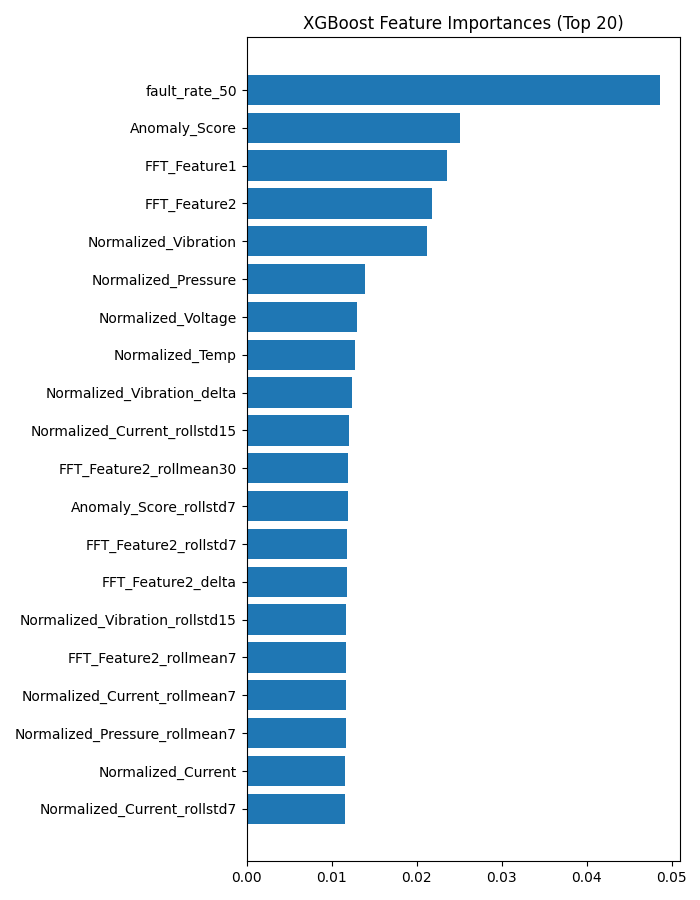 XGBoost Feature Importances (Top 20)
fault_rate_50
Anomaly_Score
FFT_Feature1
FFT_Feature2
Normalized_Vibration
Normalized_Pressure
Normalized_Voltage
Normalized_Temp
Normalized_Vibration_delta
Normalized_Current_rollstd15
FFT_Feature2_rollmean30
Anomaly_Score_rollstd7
FFT_Feature2_rollstd7
FFT_Feature2_delta
Normalized_Vibration_rollstd15
FFT_Feature2_rollmean7
Normalized_Current_rollmean7
Normalized_Pressure_rollmean7
Normalized_Current
Normalized_Current_rollstd7
0.00 0.01 0.02 0.03 0.04 0.05